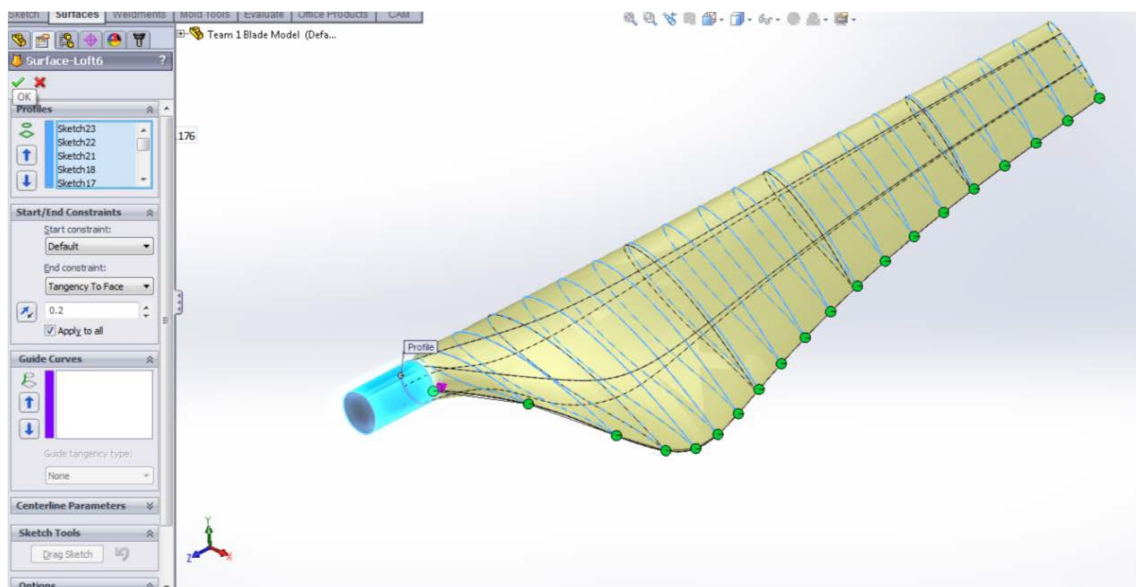 Sketch Surfaces Weldments Mold Tools Evaluate Office Products CAM
Team 1 Blade Model (Defa...
Surface-Loft6 ?
OK
Profiles
Sketch23
Sketch22
Sketch21
Sketch18
Sketch17
.176
Start/End Constraints
Start constraint:
Default
End constraint:
Tangency To Face
0.2
Apply to all
Guide Curves
Guide tangency type:
None
Centerline Parameters
Sketch Tools
Drag Sketch
Options
Profile
Y
Z
X